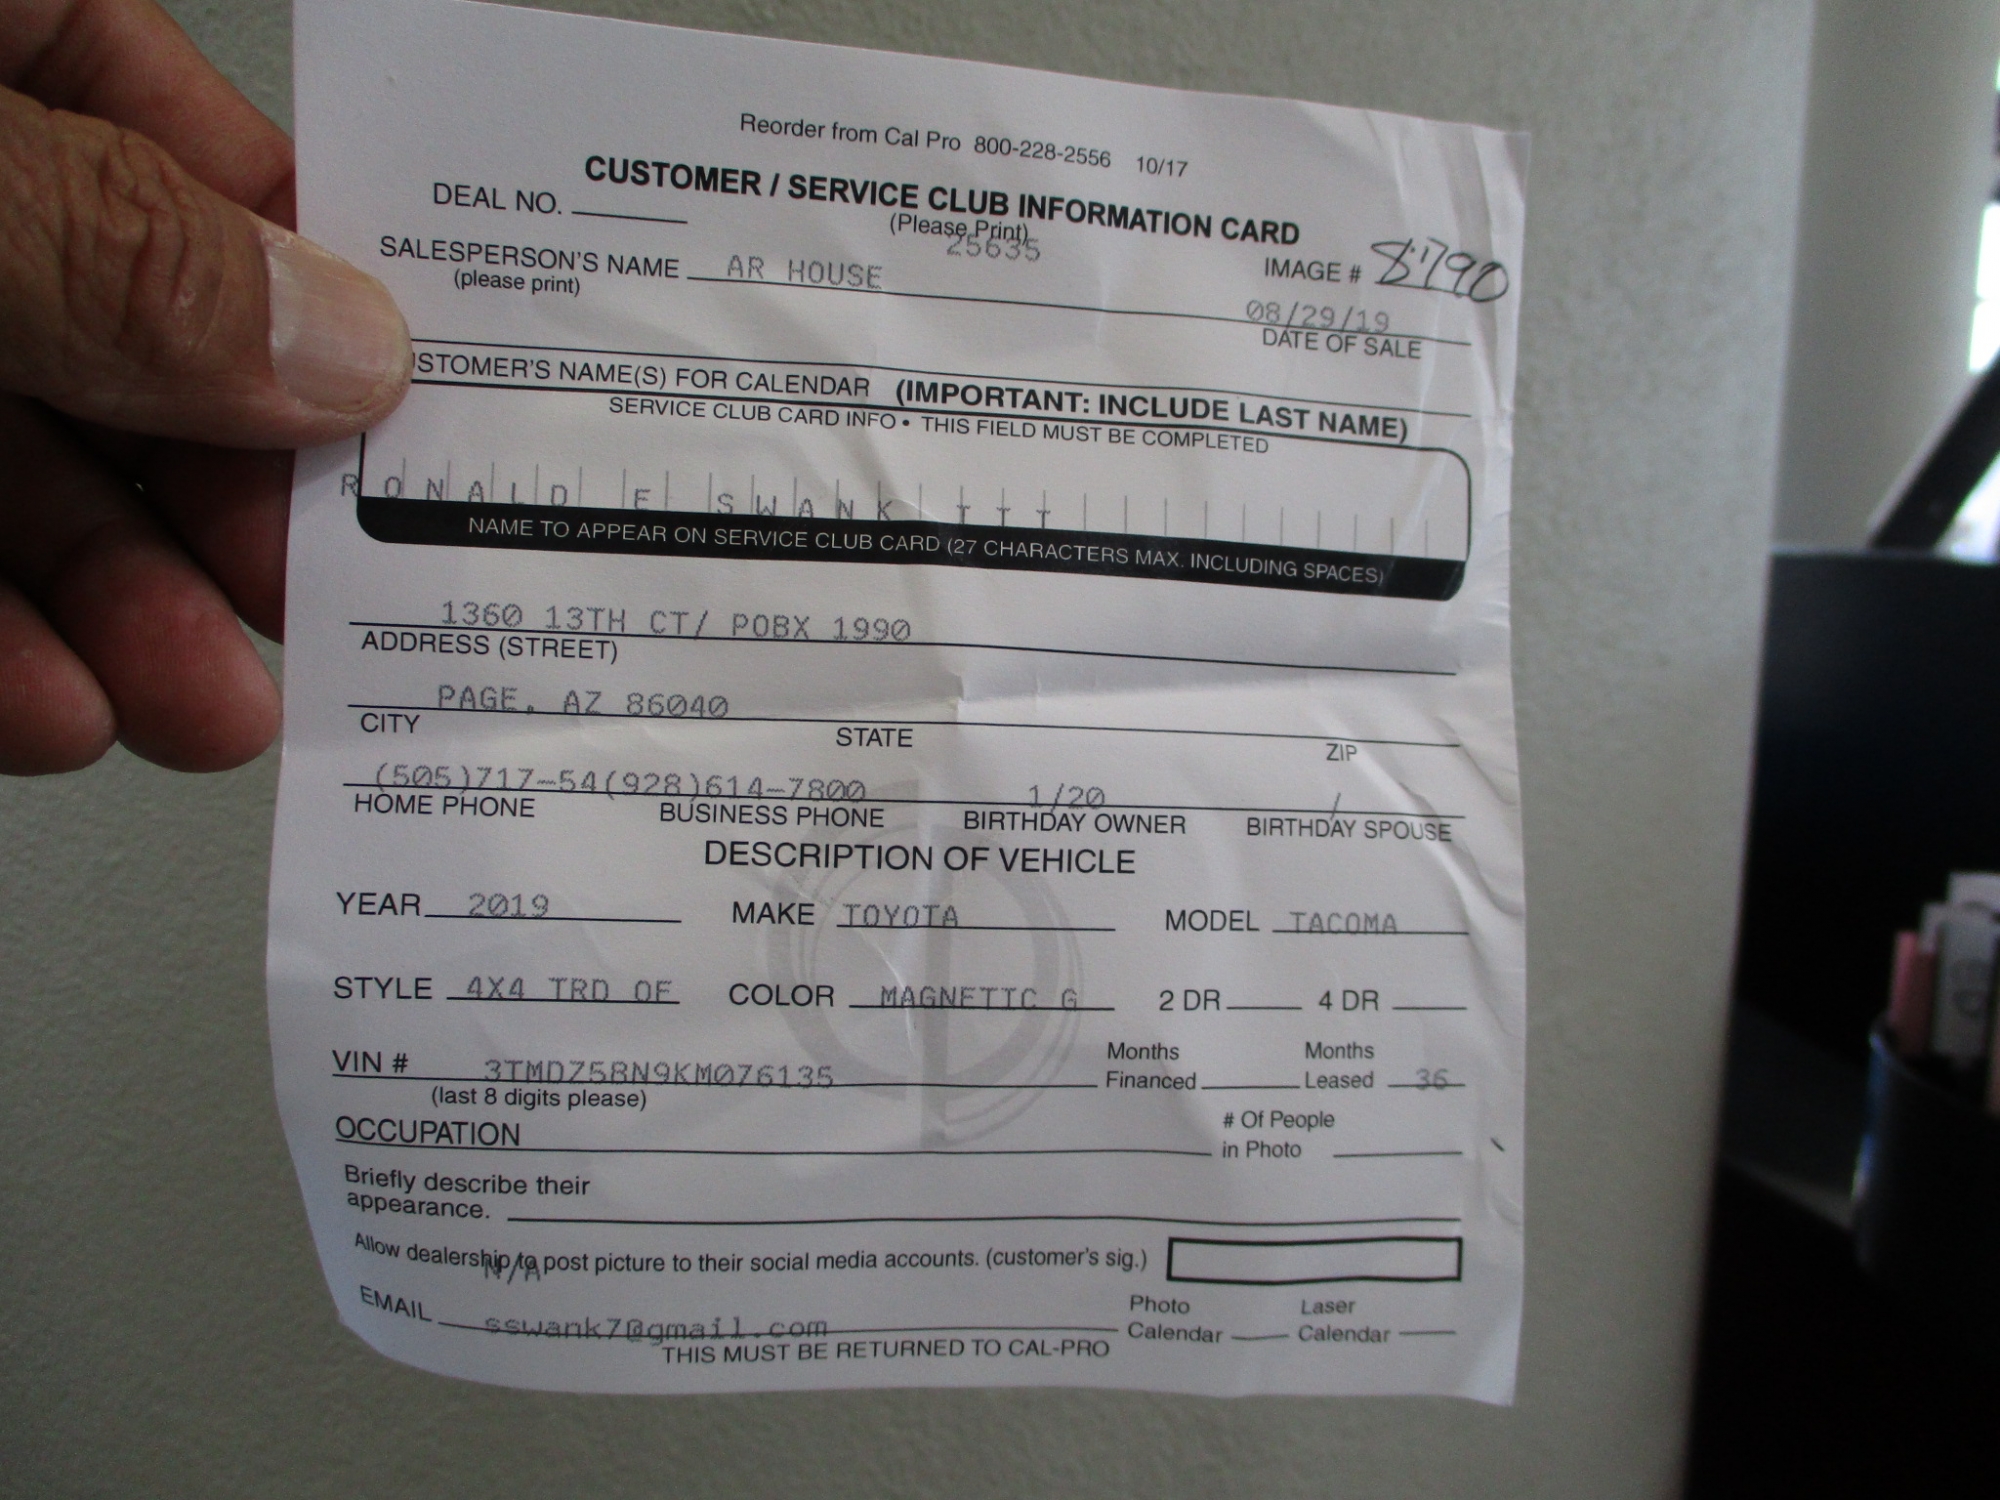 Reorder from Cal Pro 800-228-2556 10/17
CUSTOMER / SERVICE CLUB INFORMATION CARD
DEAL NO. (Please Print)
25635
SALESPERSON'S NAME AR HOUSE IMAGE # 8790
(please print)
08/29/19
DATE OF SALE
STOMER'S NAME(S) FOR CALENDAR (IMPORTANT: INCLUDE LAST NAME)
SERVICE CLUB CARD INFO • THIS FIELD MUST BE COMPLETED
RONALD E SWANK III
NAME TO APPEAR ON SERVICE CLUB CARD (27 CHARACTERS MAX. INCLUDING SPACES)
1360 13TH CT/ POBX 1990
ADDRESS (STREET)
PAGE, AZ 86040
CITY STATE ZIP
(505)717-54(928)614-7800 1/20 /
HOME PHONE BUSINESS PHONE BIRTHDAY OWNER BIRTHDAY SPOUSE
DESCRIPTION OF VEHICLE
YEAR 2019 MAKE TOYOTA MODEL TACOMA
STYLE 4X4 TRD OF COLOR MAGNETIC G 2 DR 4 DR
VIN # 3TMDZ5BN9KM076135 Months Financed Months Leased 36
(last 8 digits please)
OCCUPATION # Of People in Photo
Briefly describe their
appearance.
Allow dealership to post picture to their social media accounts. (customer's sig.)
N/A
EMAIL sswank7@gmail.com Photo Calendar Laser Calendar
THIS MUST BE RETURNED TO CAL-PRO